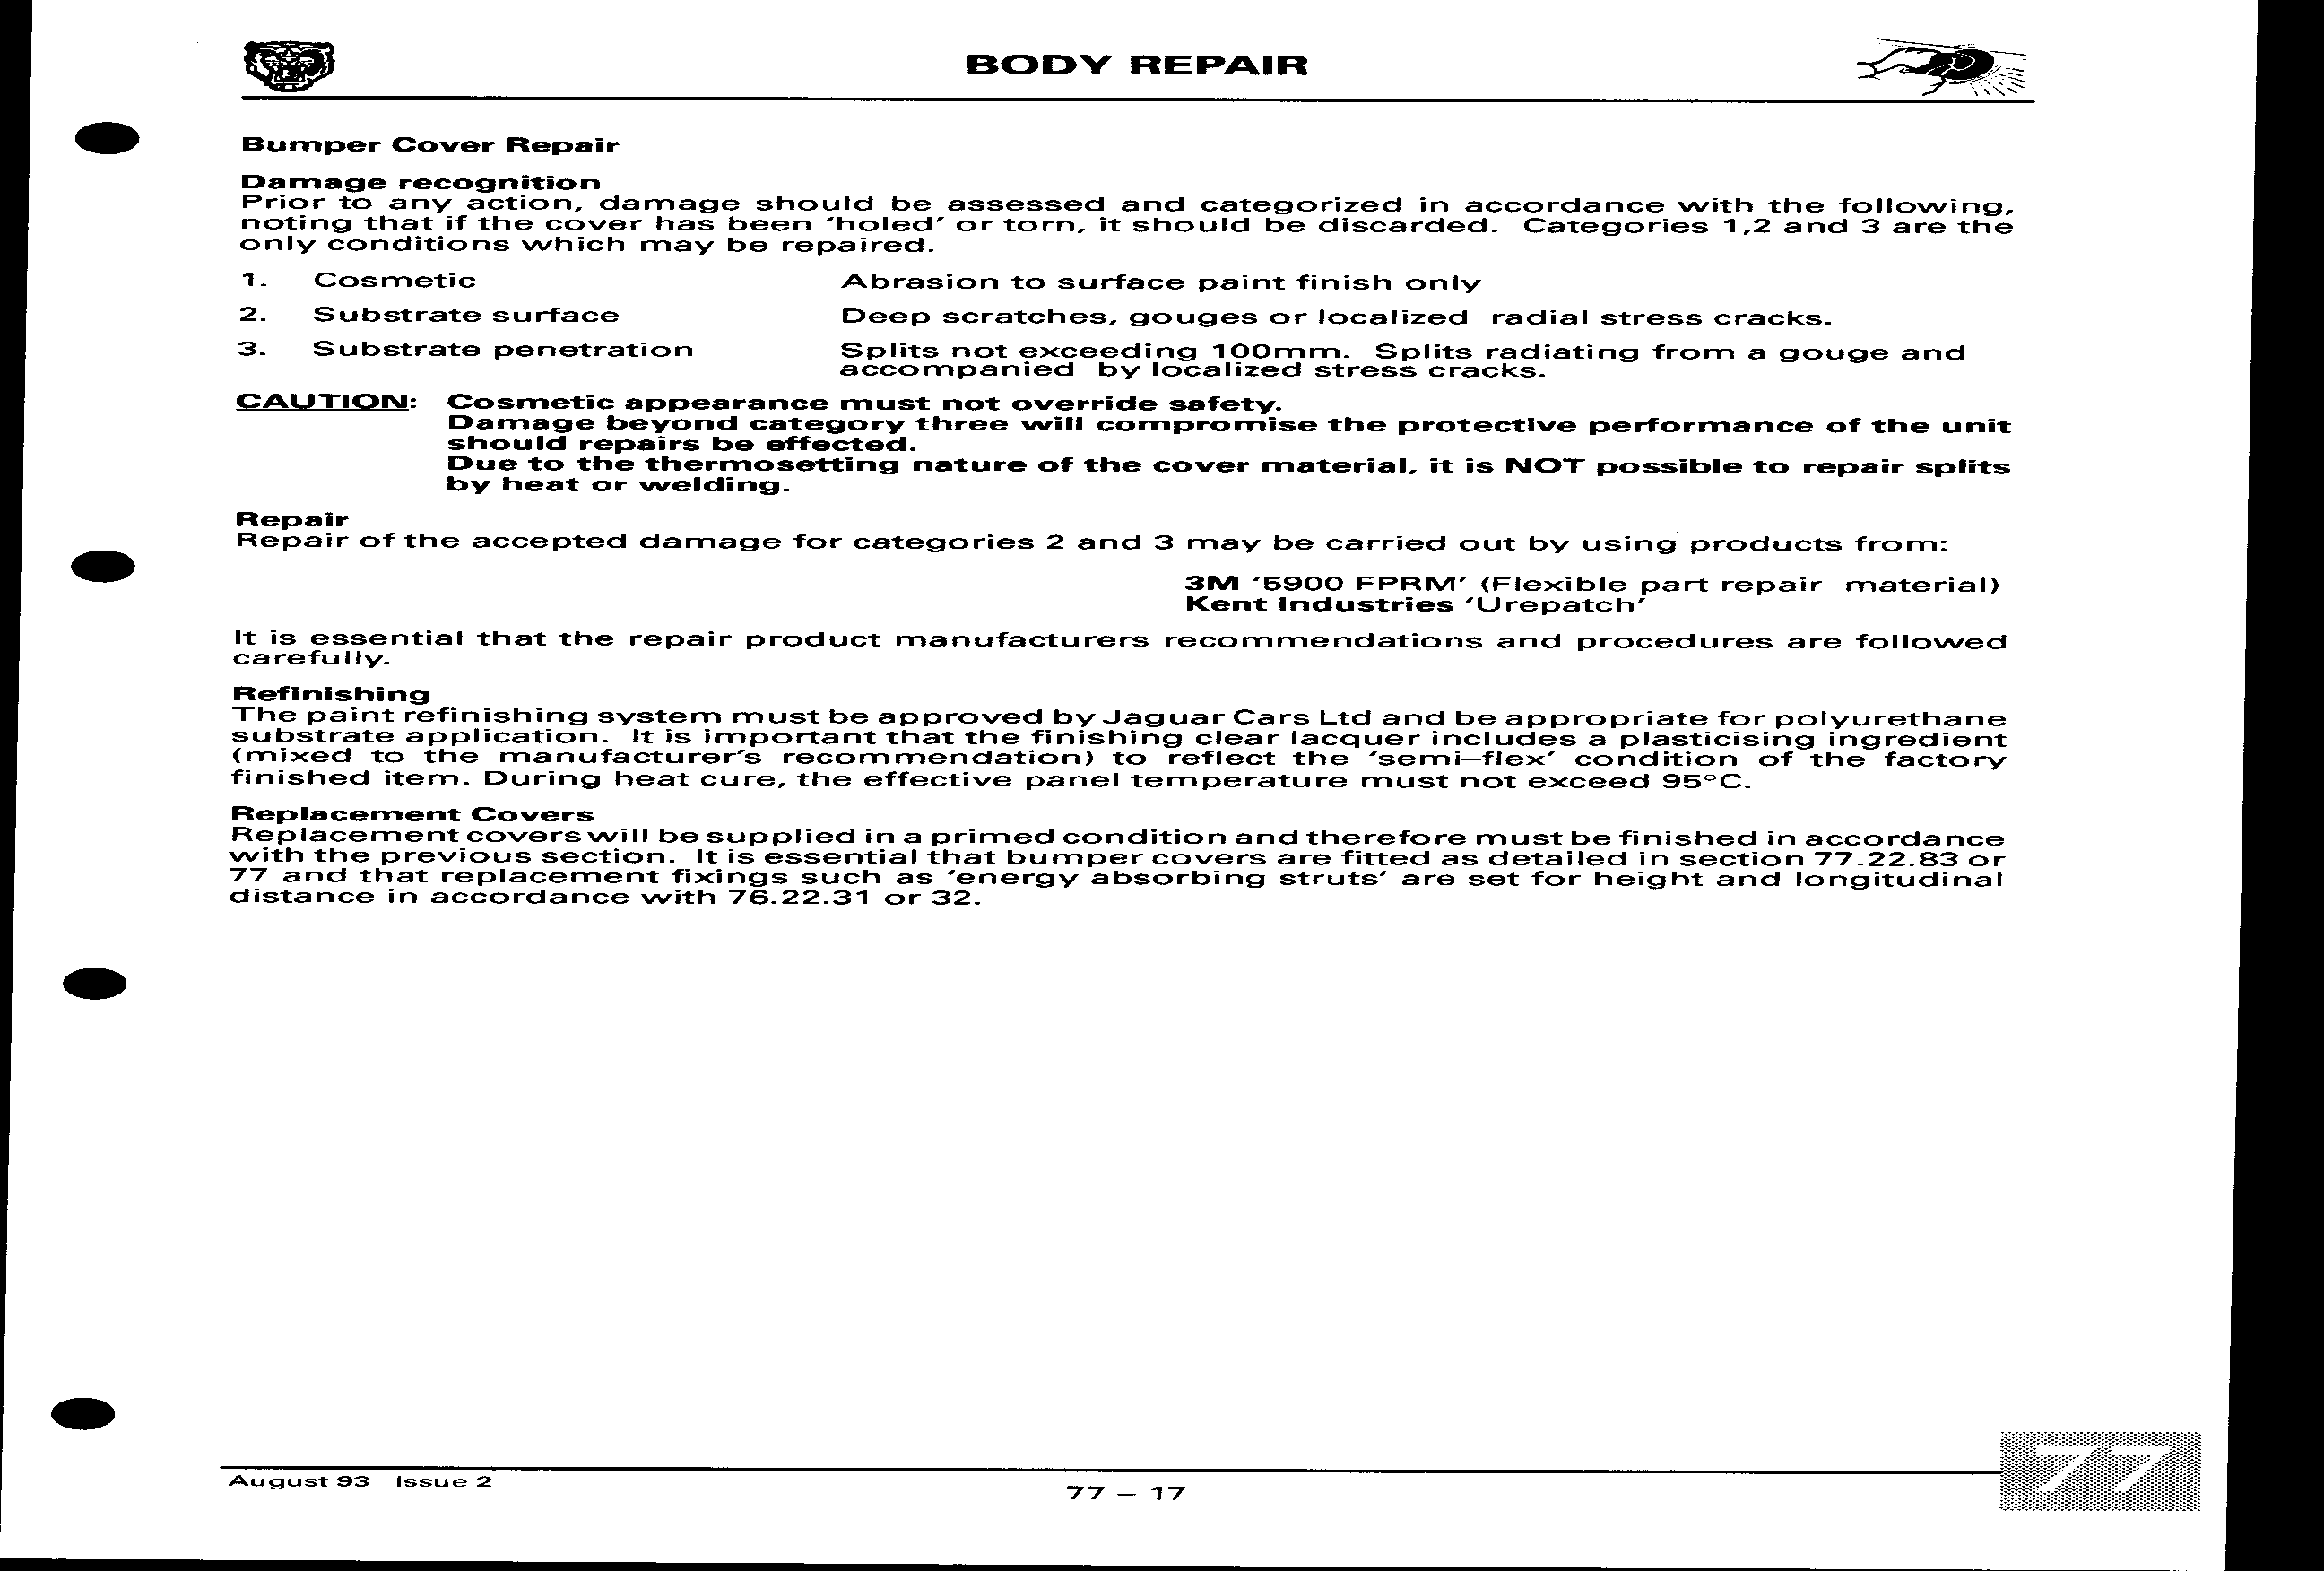 BODY REPAIR
Bumper Cover Repair
Damage recognition
Prior to any action, damage should be assessed and categorized in accordance with the following,
noting that if the cover has been 'holed' or torn, it should be discarded. Categories 1,2 and 3 are the
only conditions which may be repaired.
1. Cosmetic Abrasion to surface paint finish only
2. Substrate surface Deep scratches, gouges or localized radial stress cracks.
3. Substrate penetration Splits not exceeding 100mm. Splits radiating from a gouge and
accompanied by localized stress cracks.
CAUTION: Cosmetic appearance must not override safety.
Damage beyond category three will compromise the protective performance of the unit
should repairs be effected.
Due to the thermosetting nature of the cover material, it is NOT possible to repair splits
by heat or welding.
Repair
Repair of the accepted damage for categories 2 and 3 may be carried out by using products from:
3M '5900 FPRM' (Flexible part repair material)
Kent Industries 'Urepatch'
It is essential that the repair product manufacturers recommendations and procedures are followed
carefully.
Refinishing
The paint refinishing system must be approved by Jaguar Cars Ltd and be appropriate for polyurethane
substrate application. It is important that the finishing clear lacquer includes a plasticising ingredient
(mixed to the manufacturer's recommendation) to reflect the 'semi–flex' condition of the factory
finished item. During heat cure, the effective panel temperature must not exceed 95°C.
Replacement Covers
Replacement covers will be supplied in a primed condition and therefore must be finished in accordance
with the previous section. It is essential that bumper covers are fitted as detailed in section 77.22.83 or
77 and that replacement fixings such as 'energy absorbing struts' are set for height and longitudinal
distance in accordance with 76.22.31 or 32.
August 93 Issue 2
77 – 17
77